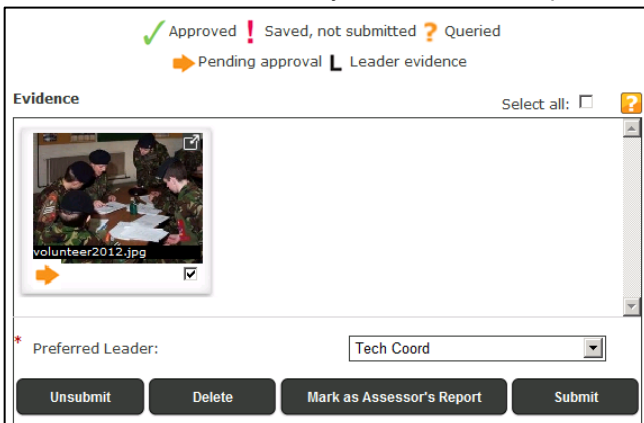 Approved Saved, not submitted ? Queried
Pending approval L Leader evidence
Evidence Select all: ?
volunteer2012.jpg
* Preferred Leader: Tech Coord
Unsubmit Delete Mark as Assessor's Report Submit